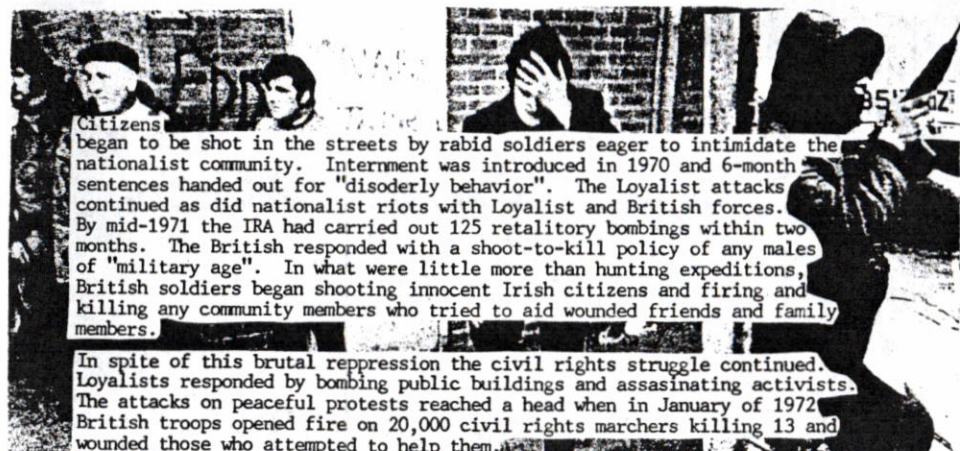 Citizens
began to be shot in the streets by rabid soldiers eager to intimidate the
nationalist community.  Internment was introduced in 1970 and 6-month
sentences handed out for "disoderly behavior".  The Loyalist attacks
continued as did nationalist riots with Loyalist and British forces.
By mid-1971 the IRA had carried out 125 retalitory bombings within two
months.  The British responded with a shoot-to-kill policy of any males
of "military age".  In what were little more than hunting expeditions,
British soldiers began shooting innocent Irish citizens and firing and
killing any community members who tried to aid wounded friends and family
members.
In spite of this brutal reppression the civil rights struggle continued.
Loyalists responded by bombing public buildings and assasinating activists.
The attacks on peaceful protests reached a head when in January of 1972
British troops opened fire on 20,000 civil rights marchers killing 13 and
wounded those who attempted to help them.